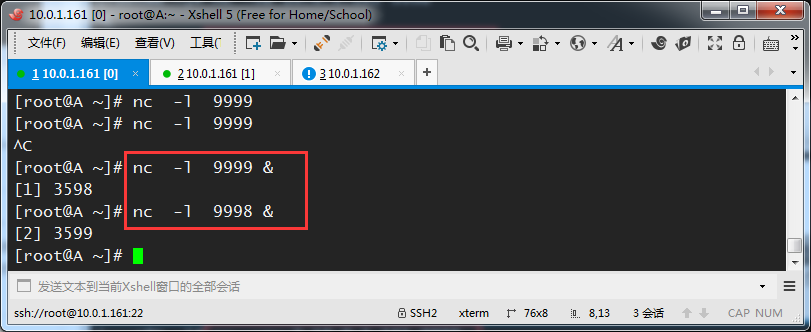 10.0.1.161 [0] - root@A:~ - Xshell 5 (Free for Home/School)
文件(F) 编辑(E) 查看(V) 工具(
1 10.0.1.161 [0] × 2 10.0.1.161 [1] × 3 10.0.1.162 × +
[root@A ~]# nc  -l  9999
[root@A ~]# nc  -l  9999
^C
[root@A ~]# nc  -l  9999 &
[1] 3598
[root@A ~]# nc  -l  9998 &
[2] 3599
[root@A ~]#
发送文本到当前Xshell窗口的全部会话
ssh://root@10.0.1.161:22 SSH2 xterm 76x8 8,13 3 会话 CAP NUM